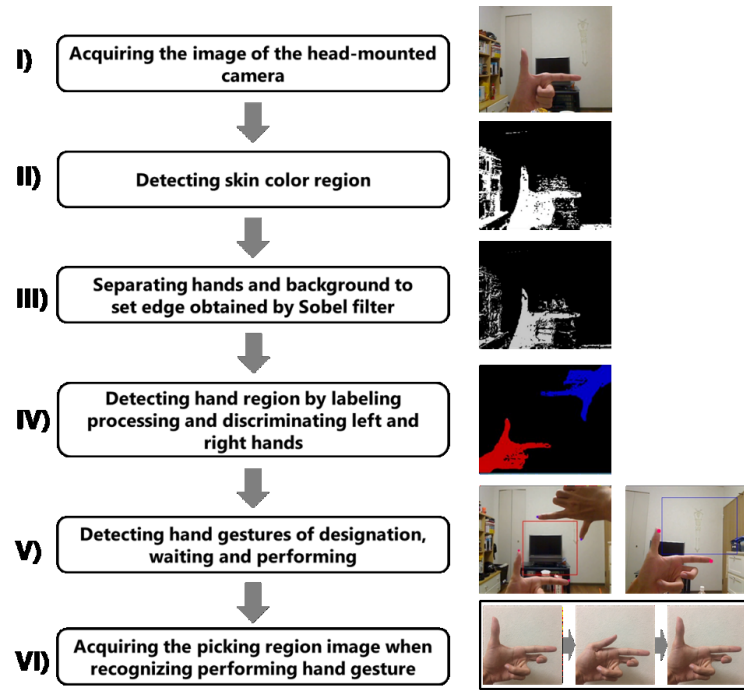 I)
Acquiring the image of the head-mounted
camera
II)
Detecting skin color region
III)
Separating hands and background to
set edge obtained by Sobel filter
IV)
Detecting hand region by labeling
processing and discriminating left and
right hands
V)
Detecting hand gestures of designation,
waiting and performing
VI)
Acquiring the picking region image when
recognizing performing hand gesture